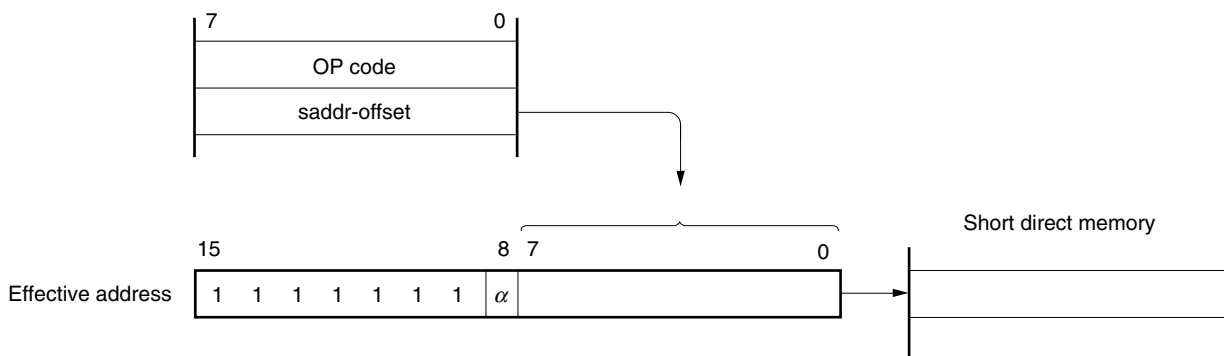 7 0
OP code
saddr-offset
Short direct memory
15 8 7 0
Effective address 1 1 1 1 1 1 1 α